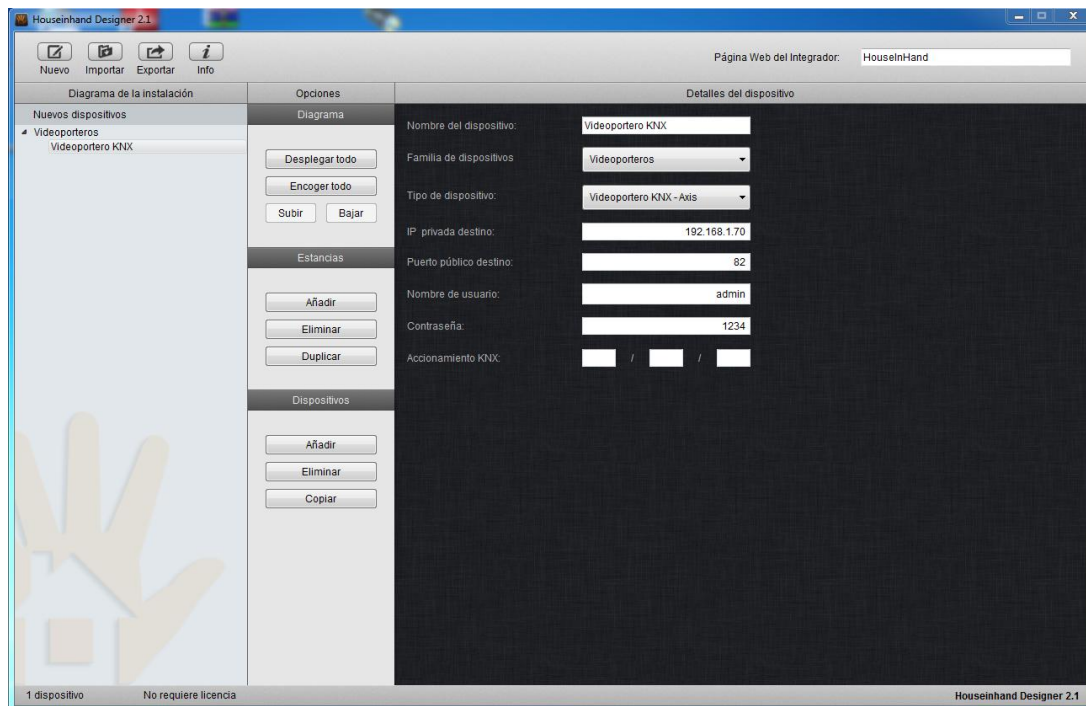 Houseinhand Designer 2.1
Nuevo Importar Exportar Info
Página Web del Integrador: HouseInHand
Diagrama de la instalación
Nuevos dispositivos
Videoporteros
Videoportero KNX
Opciones
Diagrama
Desplegar todo
Encoger todo
Subir Bajar
Estancias
Añadir
Eliminar
Duplicar
Dispositivos
Añadir
Eliminar
Copiar
Detalles del dispositivo
Nombre del dispositivo: Videoportero KNX
Familia de dispositivos Videoporteros
Tipo de dispositivo: Videoportero KNX - Axis
IP privada destino: 192.168.1.70
Puerto público destino: 82
Nombre de usuario: admin
Contraseña: 1234
Accionamiento KNX: / /
1 dispositivo No requiere licencia Houseinhand Designer 2.1